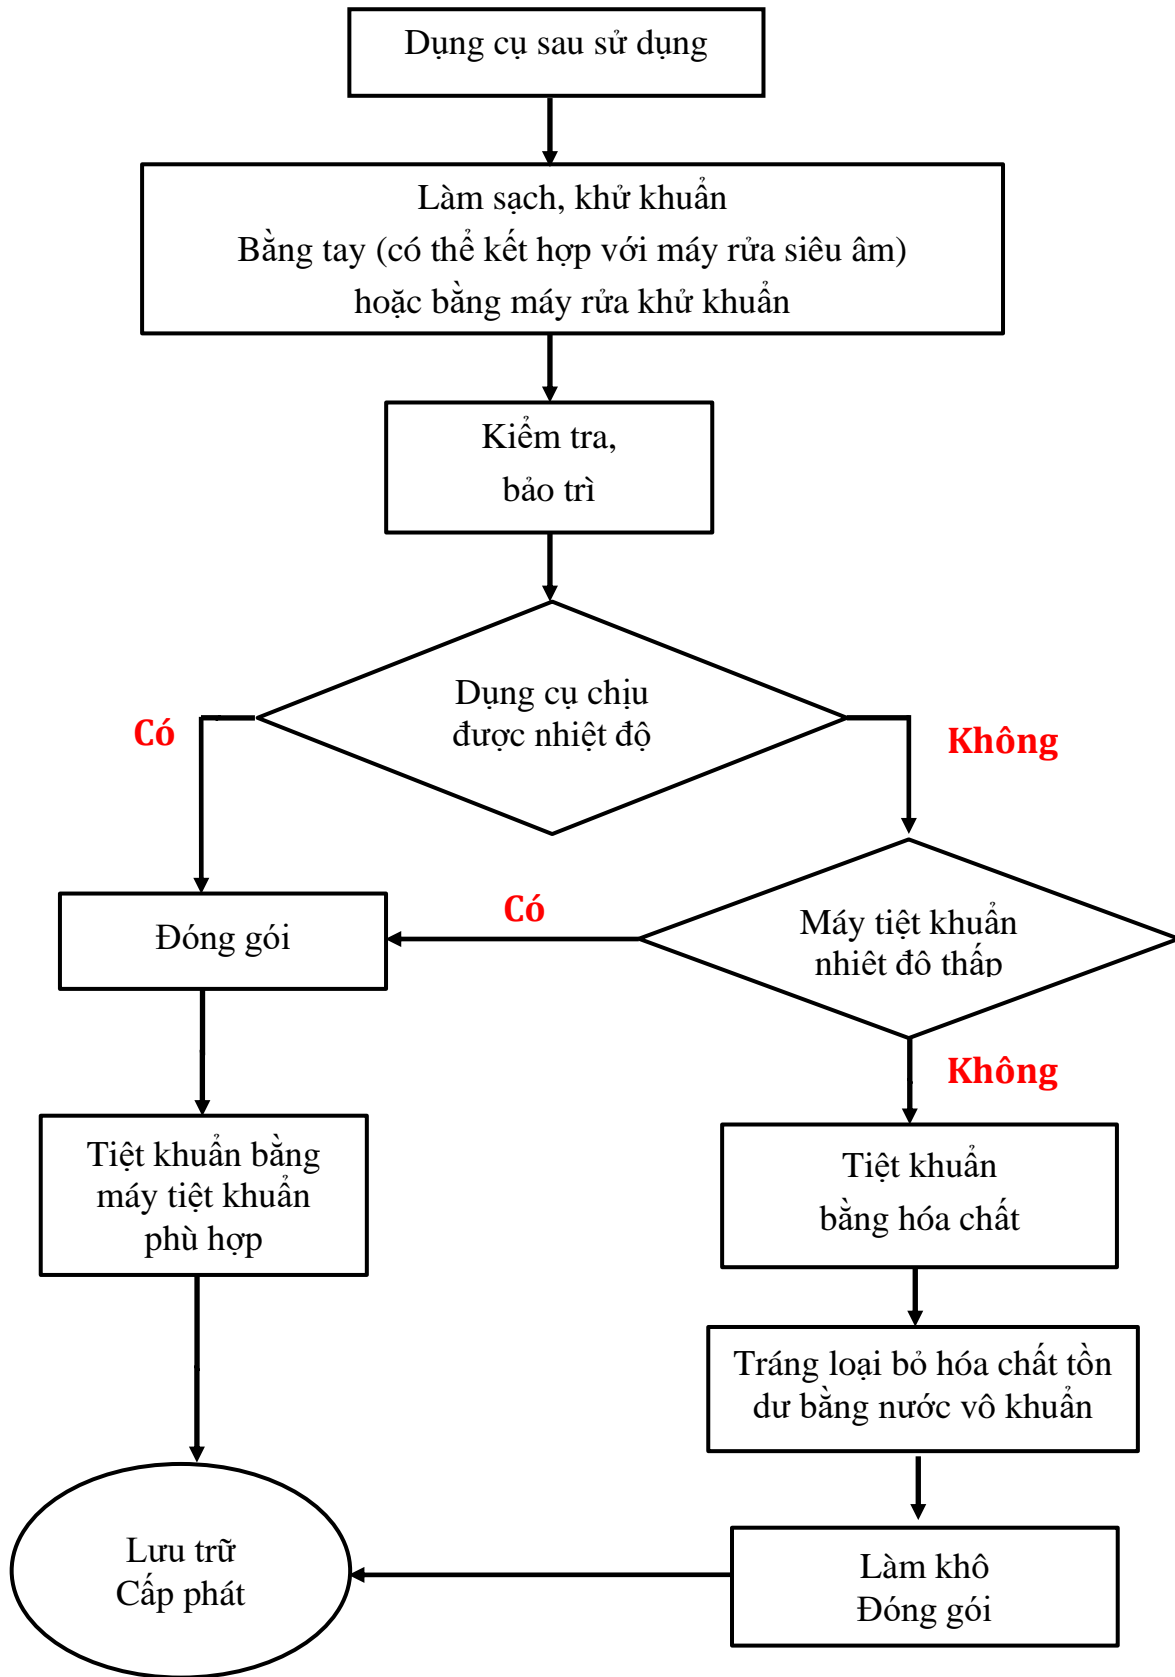 Dụng cụ sau sử dụng
Làm sạch, khử khuẩn
Bằng tay (có thể kết hợp với máy rửa siêu âm)
hoặc bằng máy rửa khử khuẩn
Kiểm tra,
bảo trì
Dụng cụ chịu
được nhiệt độ
Có
Không
Đóng gói
Có
Máy tiệt khuẩn
nhiệt độ thấp
Không
Tiệt khuẩn bằng
máy tiệt khuẩn
phù hợp
Tiệt khuẩn
bằng hóa chất
Tráng loại bỏ hóa chất tồn
dư bằng nước vô khuẩn
Lưu trữ
Cấp phát
Làm khô
Đóng gói